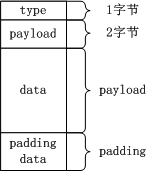 type 1字节
payload 2字节
data payload
padding
data padding